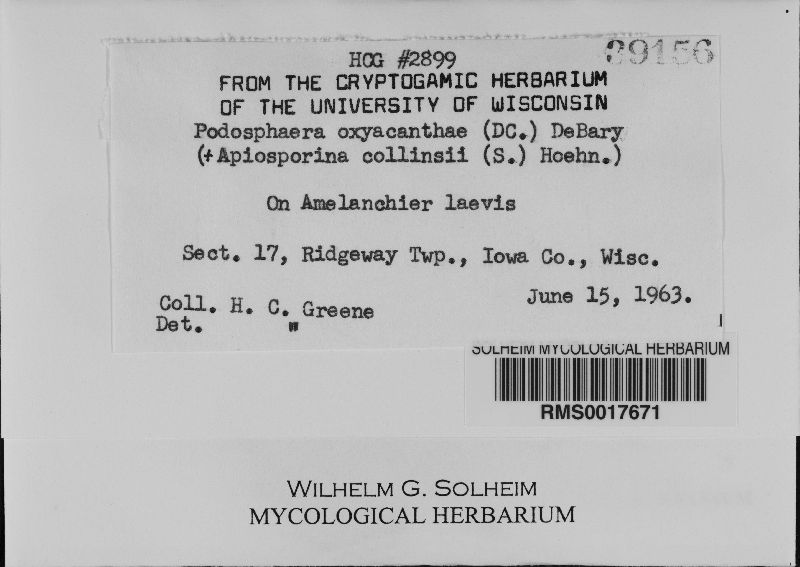 HCG #2899
39156
FROM THE CRYPTOGAMIC HERBARIUM
OF THE UNIVERSITY OF WISCONSIN
Podosphaera oxyacanthae (DC.) DeBary
(+Apiosporina collinsii (S.) Hoehn.)
On Amelanchier laevis
Sect. 17, Ridgeway Twp., Iowa Co., Wisc.
June 15, 1963.
Coll. H. C. Greene
Det. "
SOLHEIM MYCOLOGICAL HERBARIUM
RMS0017671
WILHELM G. SOLHEIM
MYCOLOGICAL HERBARIUM